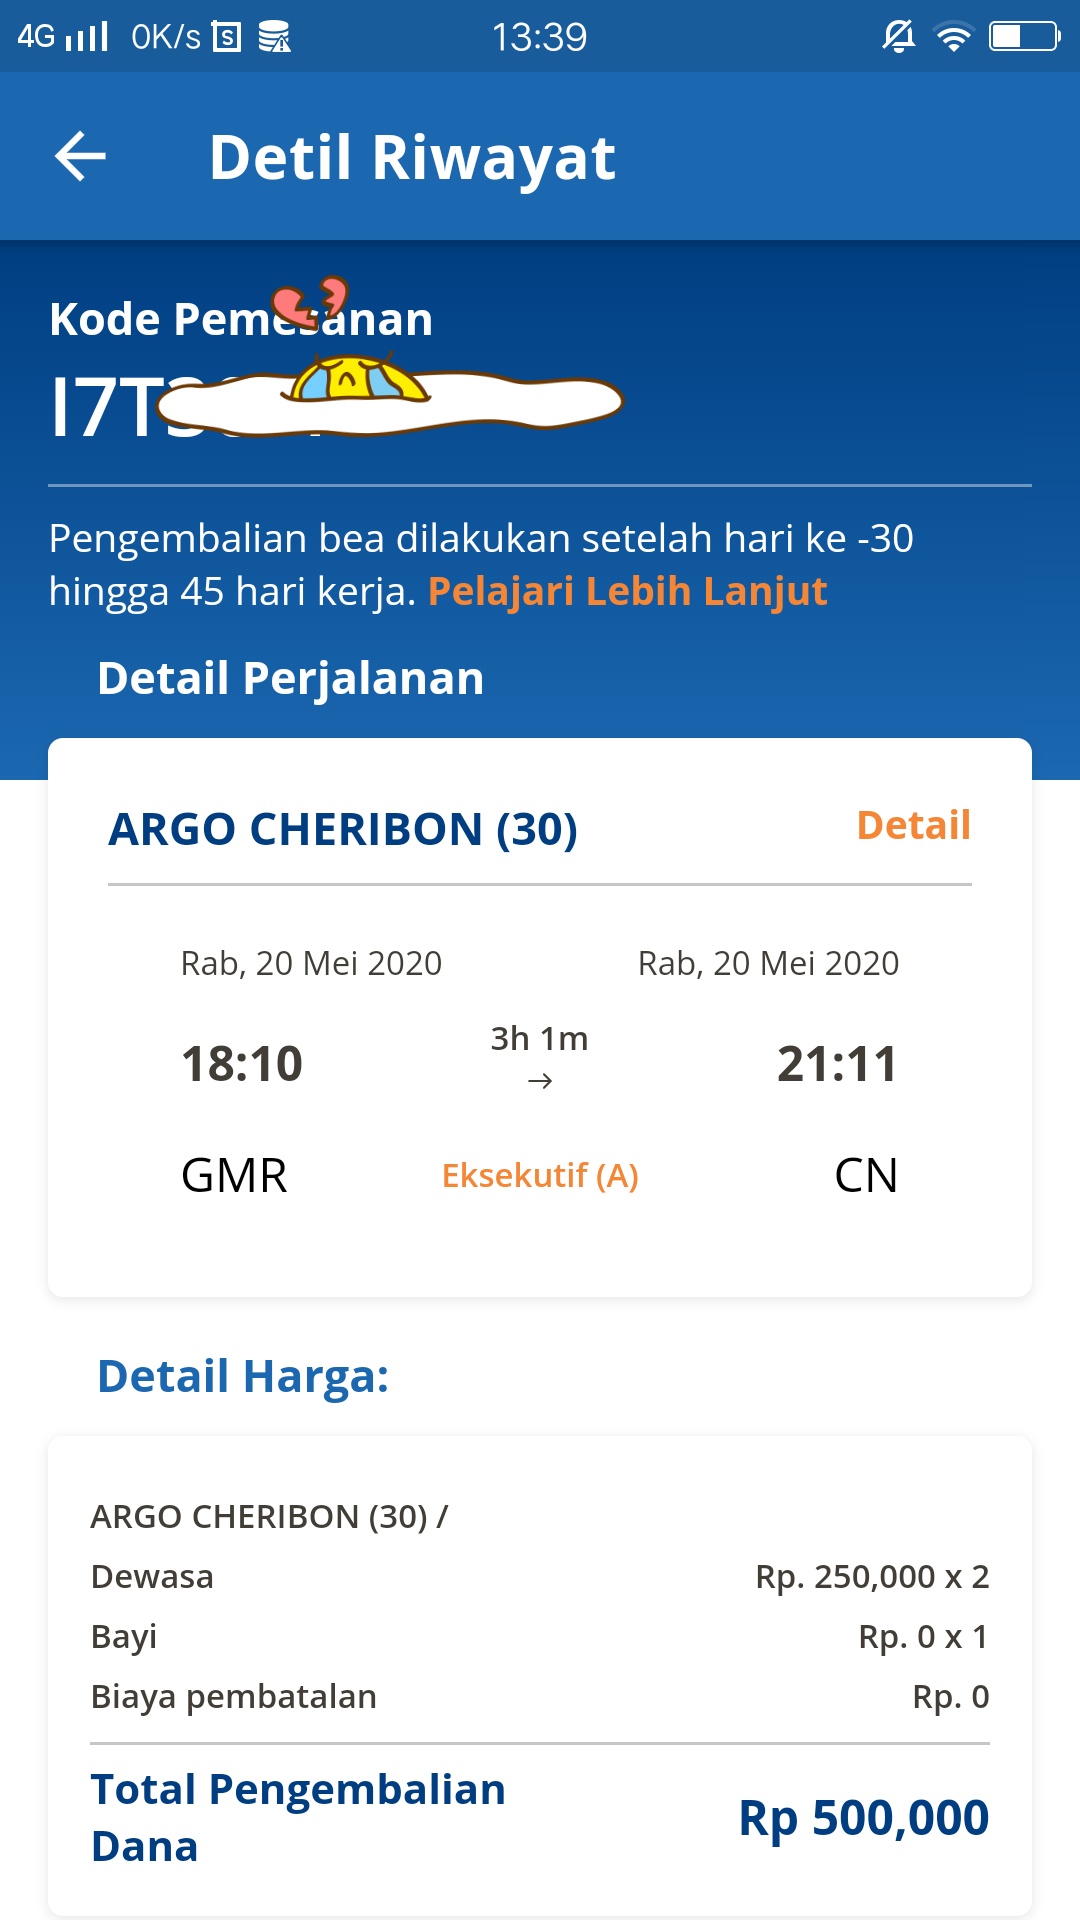 4G 0K/s 13:39
Detil Riwayat
Kode Pemesanan
I7T
Pengembalian bea dilakukan setelah hari ke -30
hingga 45 hari kerja. Pelajari Lebih Lanjut
Detail Perjalanan
ARGO CHERIBON (30) Detail
Rab, 20 Mei 2020 Rab, 20 Mei 2020
3h 1m
18:10 → 21:11
GMR Eksekutif (A) CN
Detail Harga:
ARGO CHERIBON (30) /
Dewasa Rp. 250,000 x 2
Bayi Rp. 0 x 1
Biaya pembatalan Rp. 0
Total Pengembalian
Dana Rp 500,000